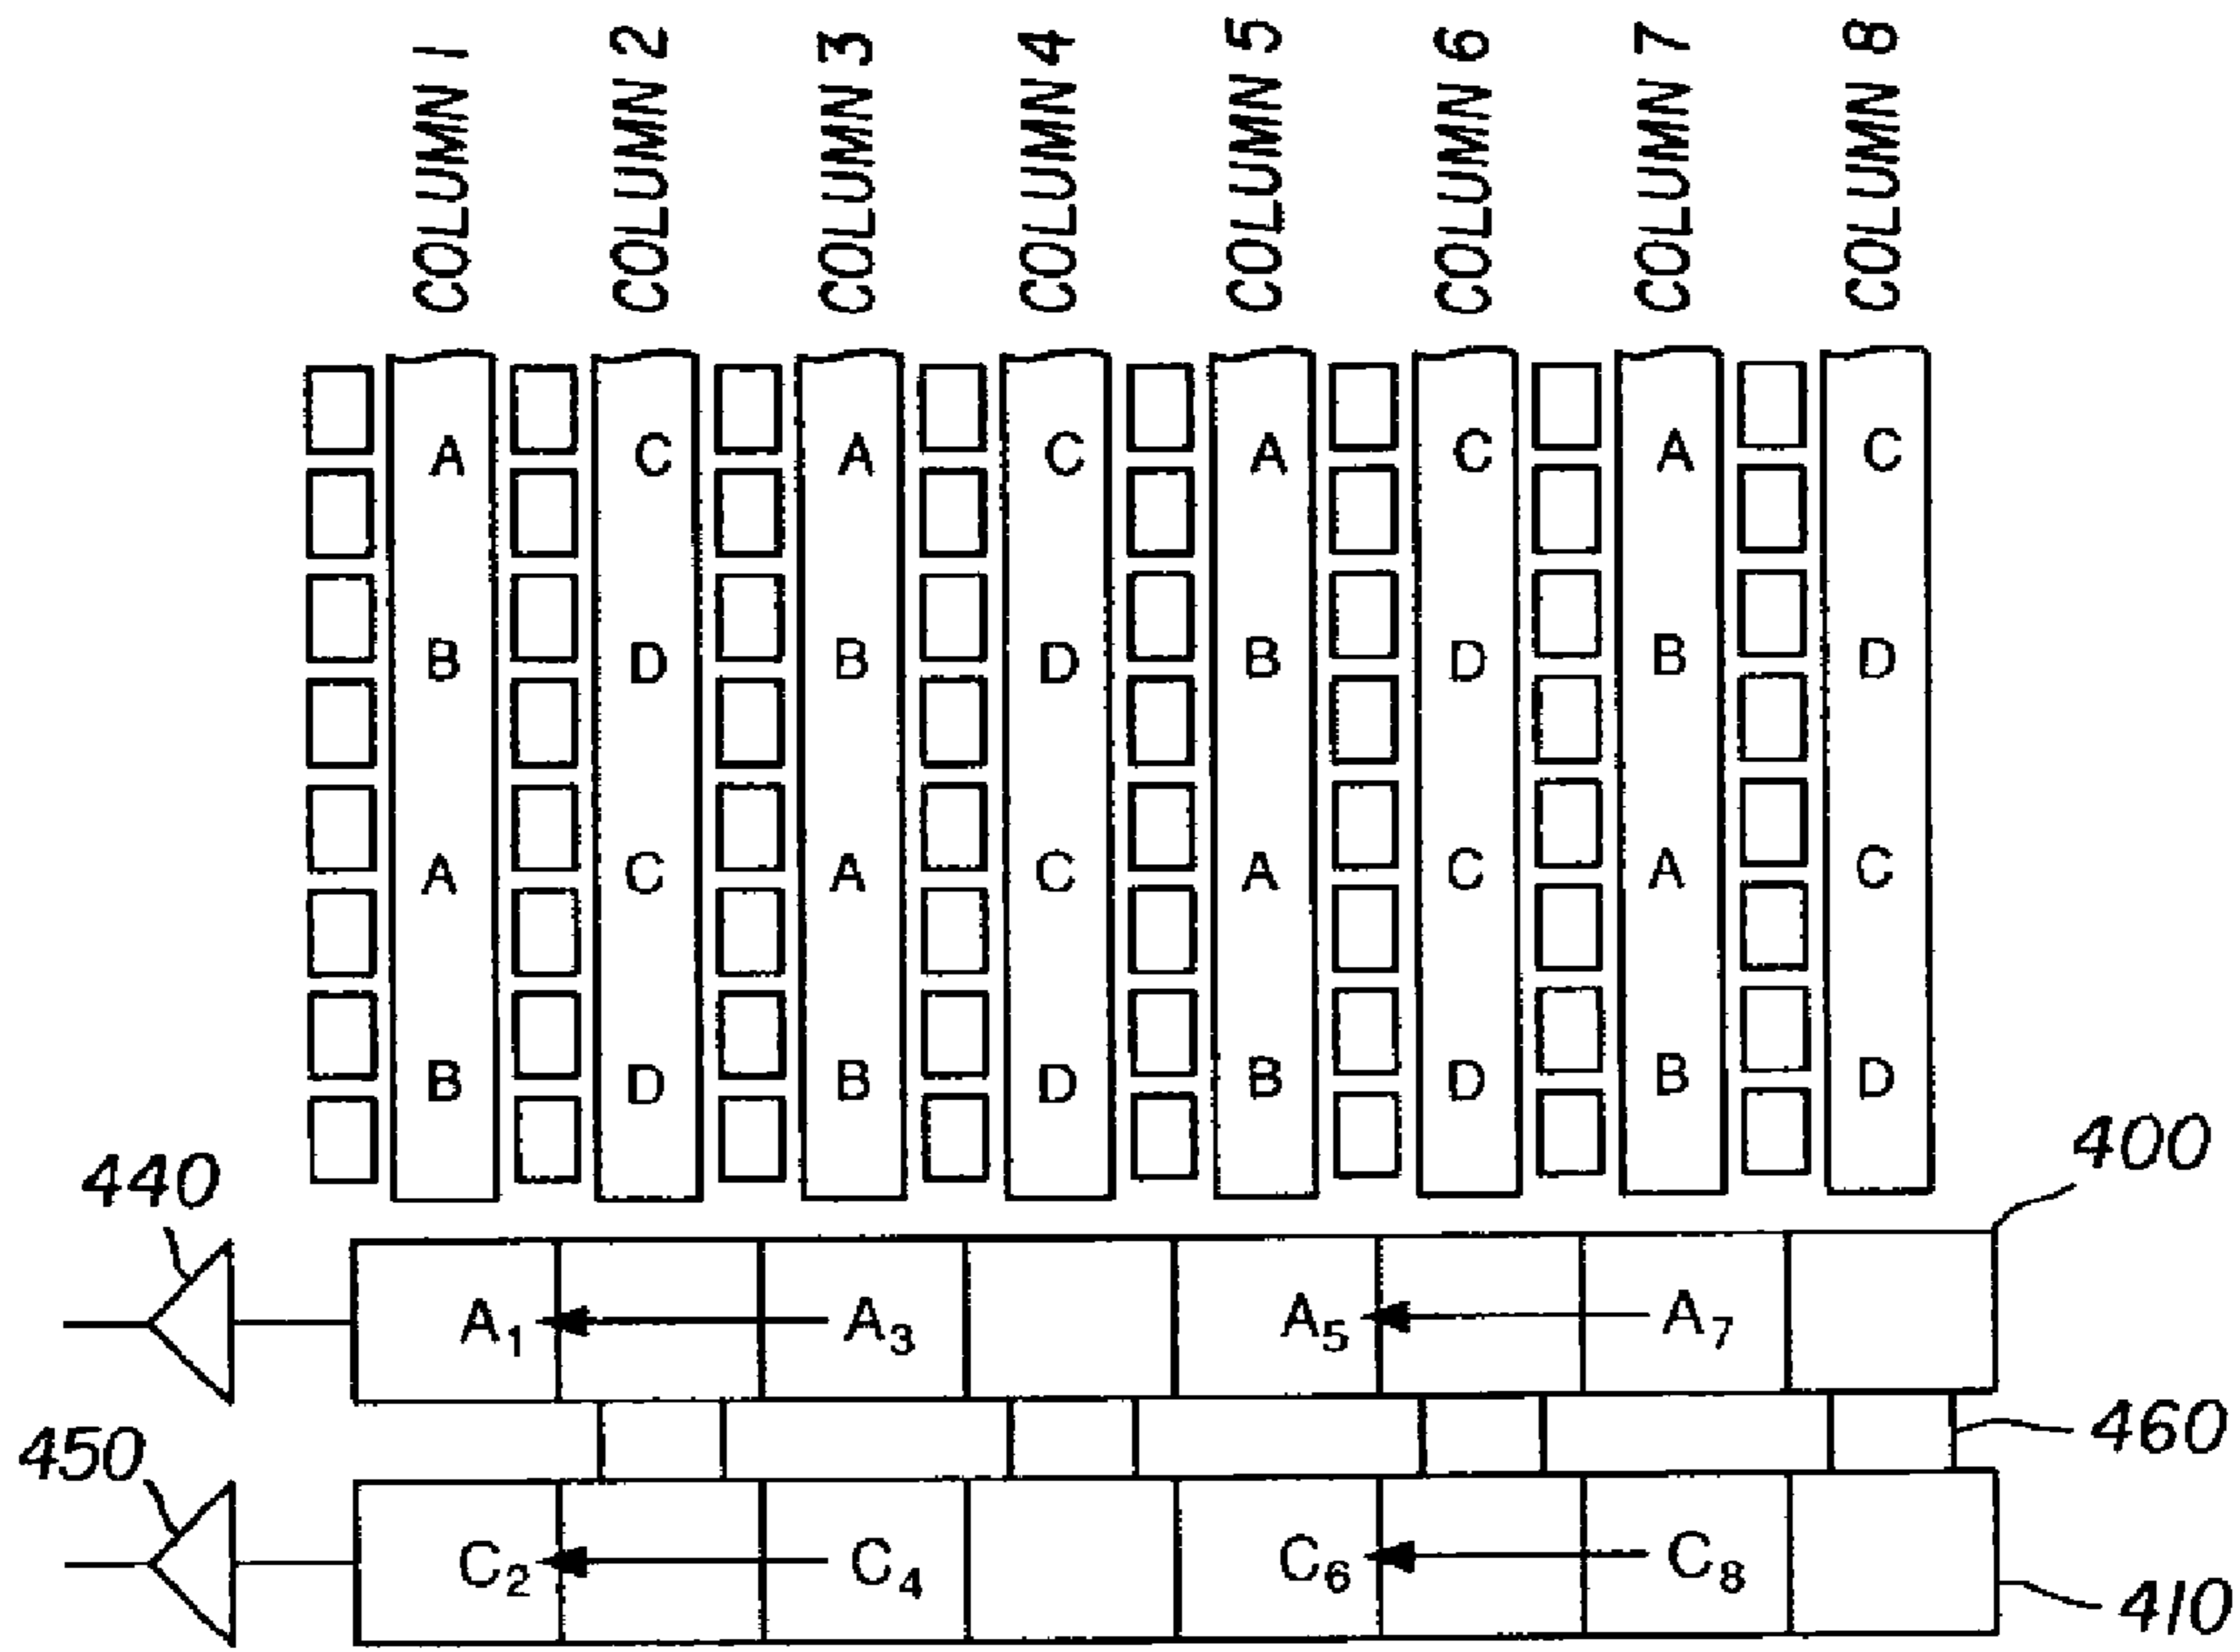 COLUMN 1
COLUMN 2
COLUMN 3
COLUMN 4
COLUMN 5
COLUMN 6
COLUMN 7
COLUMN 8
A C A C A C A C
B D B D B D B D
A C A C A C A C
B D B D B D B D
440
400
A1 A3 A5 A7
450
460
C2 C4 C6 C8
410